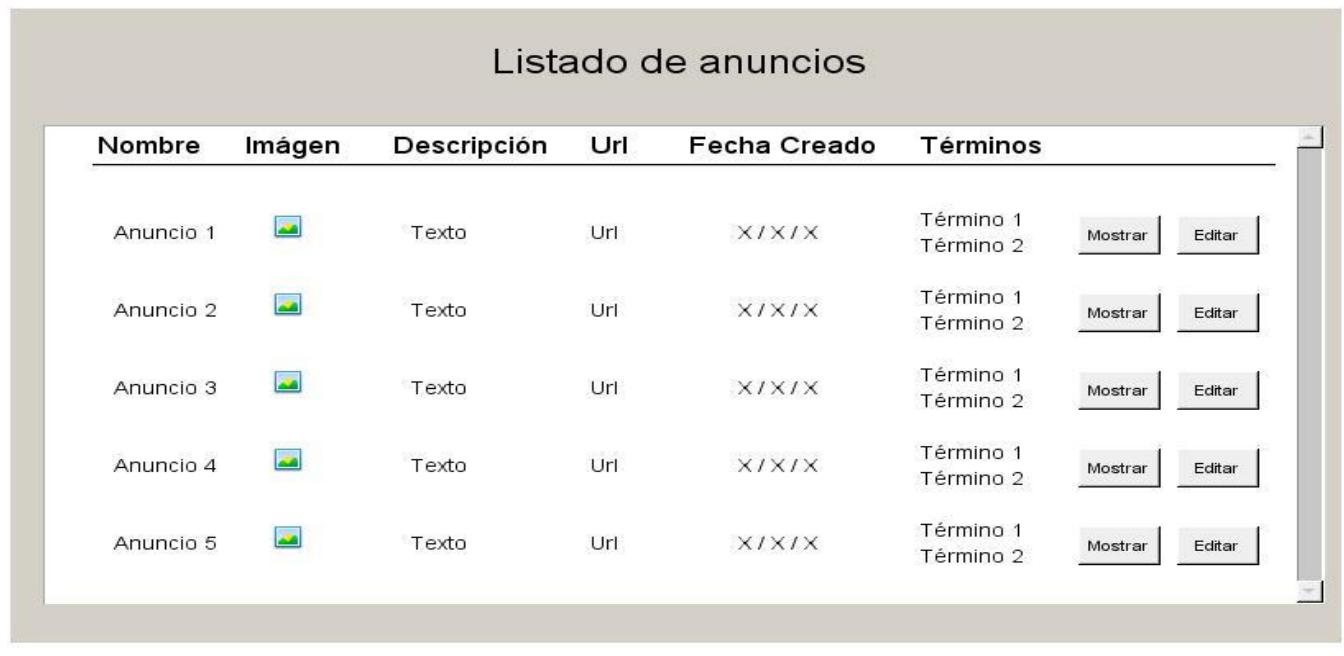 Listado de anuncios
Nombre Imágen Descripción Url Fecha Creado Términos
Anuncio 1 Texto Url X / X / X Término 1 Mostrar Editar
Término 2
Anuncio 2 Texto Url X / X / X Término 1 Mostrar Editar
Término 2
Anuncio 3 Texto Url X / X / X Término 1 Mostrar Editar
Término 2
Anuncio 4 Texto Url X / X / X Término 1 Mostrar Editar
Término 2
Anuncio 5 Texto Url X / X / X Término 1 Mostrar Editar
Término 2